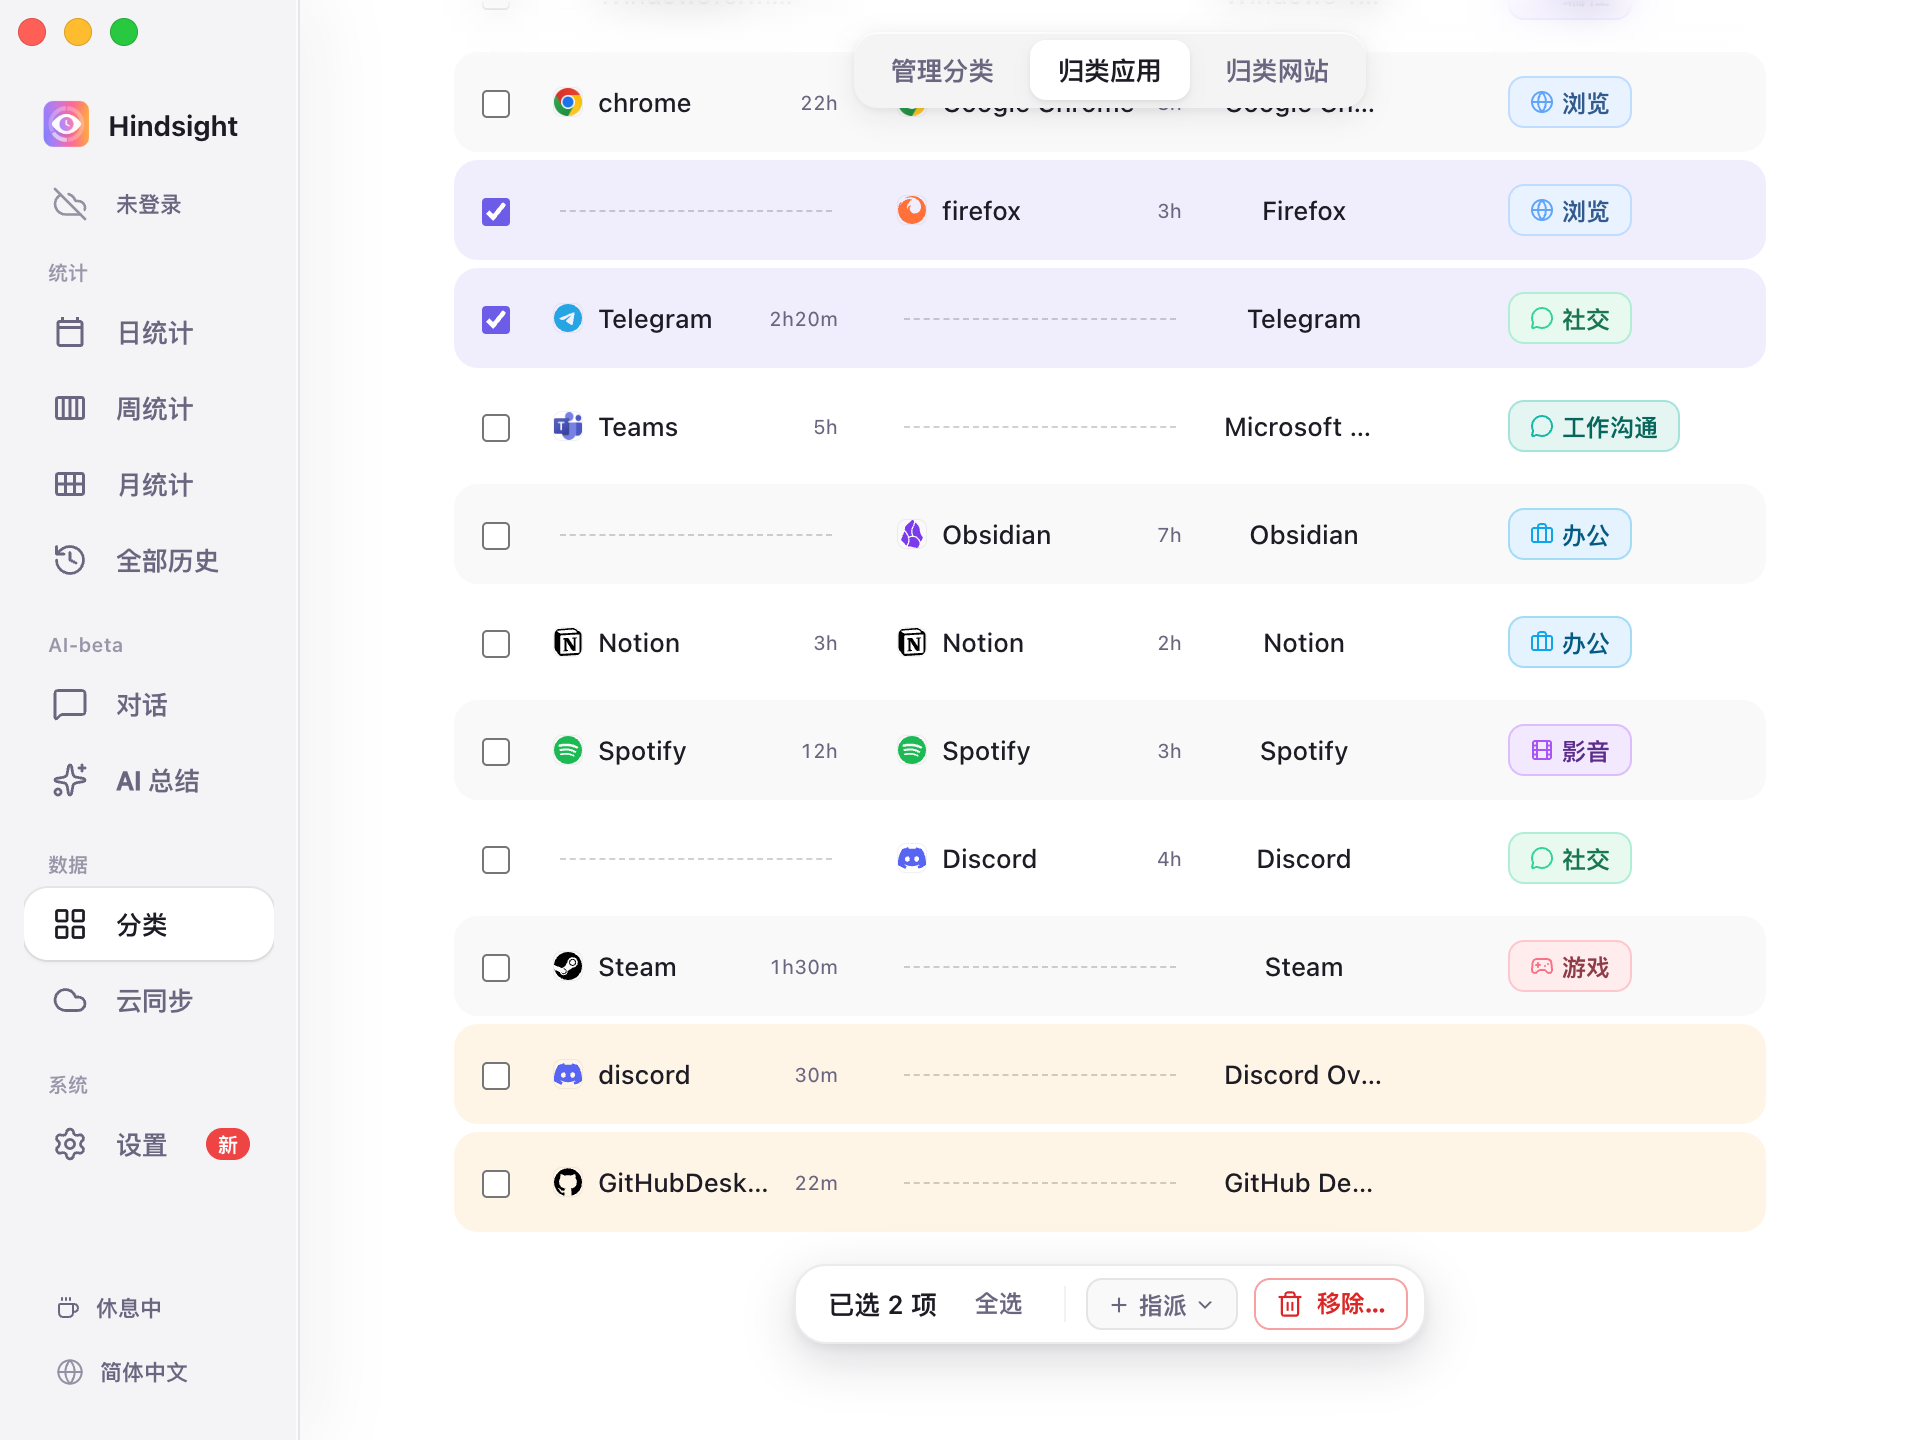 Hindsight
未登录
统计
日统计
周统计
月统计
全部历史
AI-beta
对话
AI 总结
数据
分类
云同步
系统
设置 新
休息中
简体中文
管理分类 归类应用 归类网站
chrome 22h 浏览
firefox 3h Firefox 浏览
Telegram 2h20m Telegram 社交
Teams 5h Microsoft ... 工作沟通
Obsidian 7h Obsidian 办公
Notion 3h Notion 2h Notion 办公
Spotify 12h Spotify 3h Spotify 影音
Discord 4h Discord 社交
Steam 1h30m Steam 游戏
discord 30m Discord Ov...
GitHubDesk... 22m GitHub De...
已选 2 项 全选 + 指派 移除...